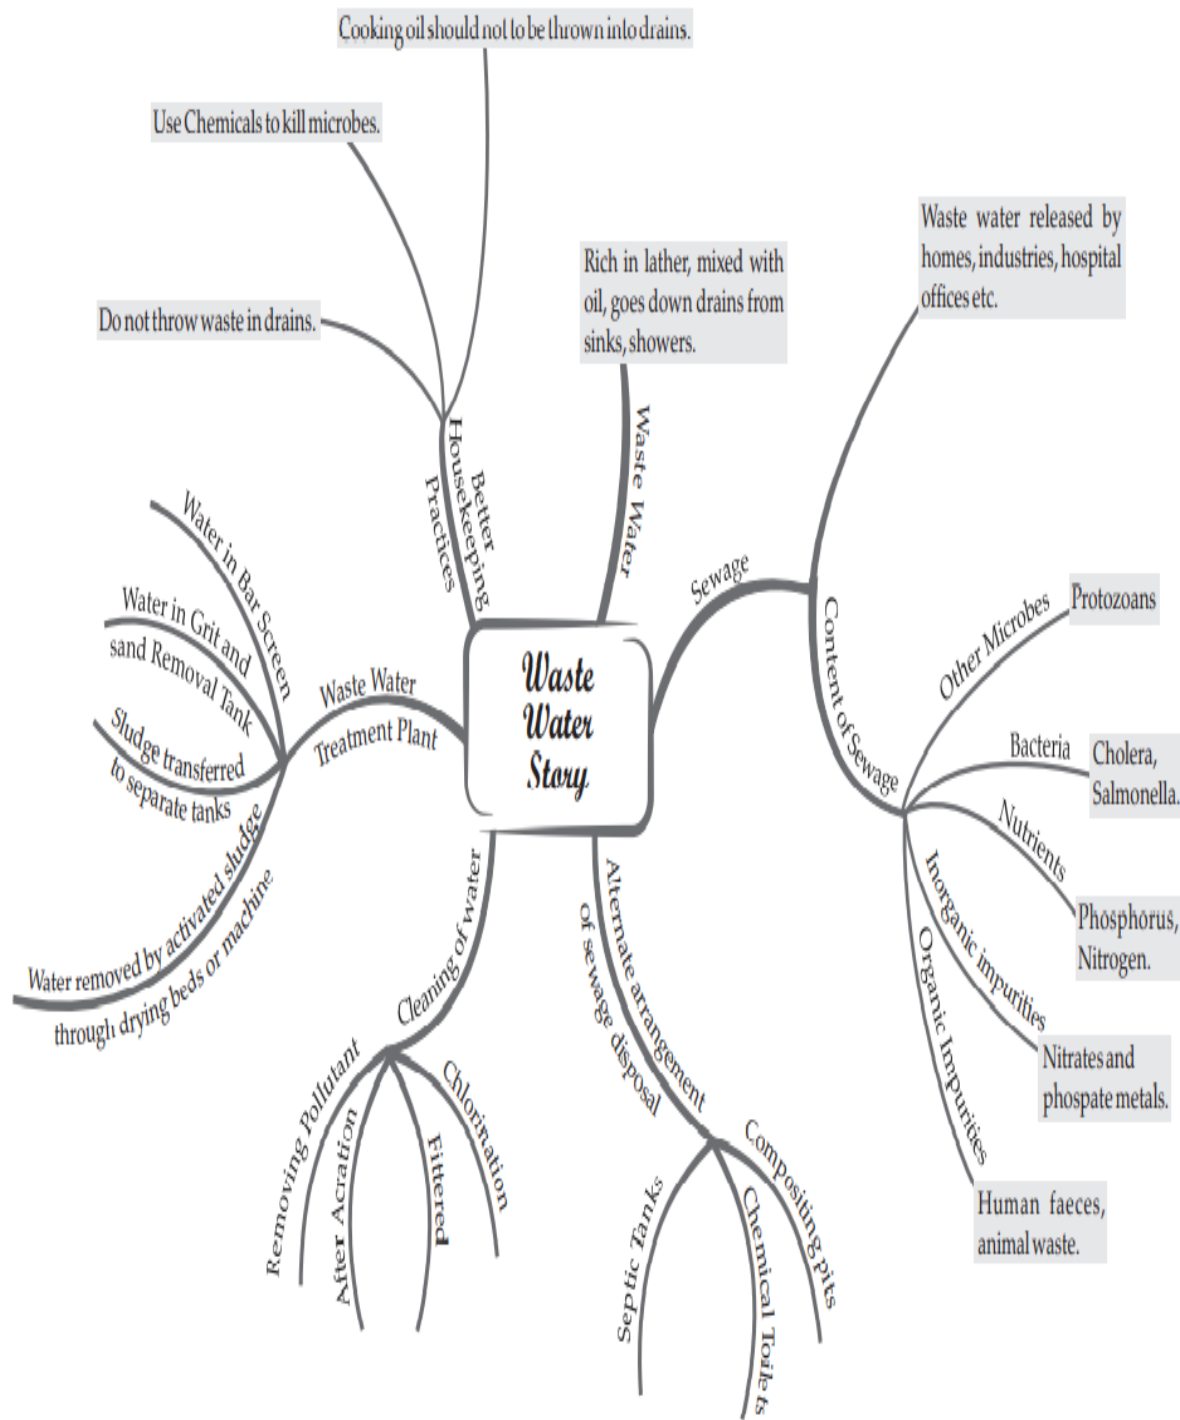 Cooking oil should not to be thrown into drains.
Use Chemicals to kill microbes.
Do not throw waste in drains.
Better
Housekeeping
Practices
Rich in lather, mixed with
oil, goes down drains from
sinks, showers.
Waste Water
Waste water released by
homes, industries, hospital
offices etc.
Sewage
Content of Sewage
Other Microbes
Protozoans
Bacteria
Cholera,
Salmonella.
Nutrients
Phosphorus,
Nitrogen.
Inorganic impurities
Nitrates and
phospate metals.
Organic Impurities
Human faeces,
animal waste.
Waste
Water
Story
Waste Water
Treatment Plant
Water in Bar Screen
Water in Grit and
sand Removal Tank
Sludge transferred
to separate tanks
Water removed by activated sludge
through drying beds or machine
Cleaning of water
Removing Pollutant
After Acration
Fittered
Chlorination
Alternate arrangement
of sewage disposal
Septic Tanks
Chemical Toilets
Compositing pits